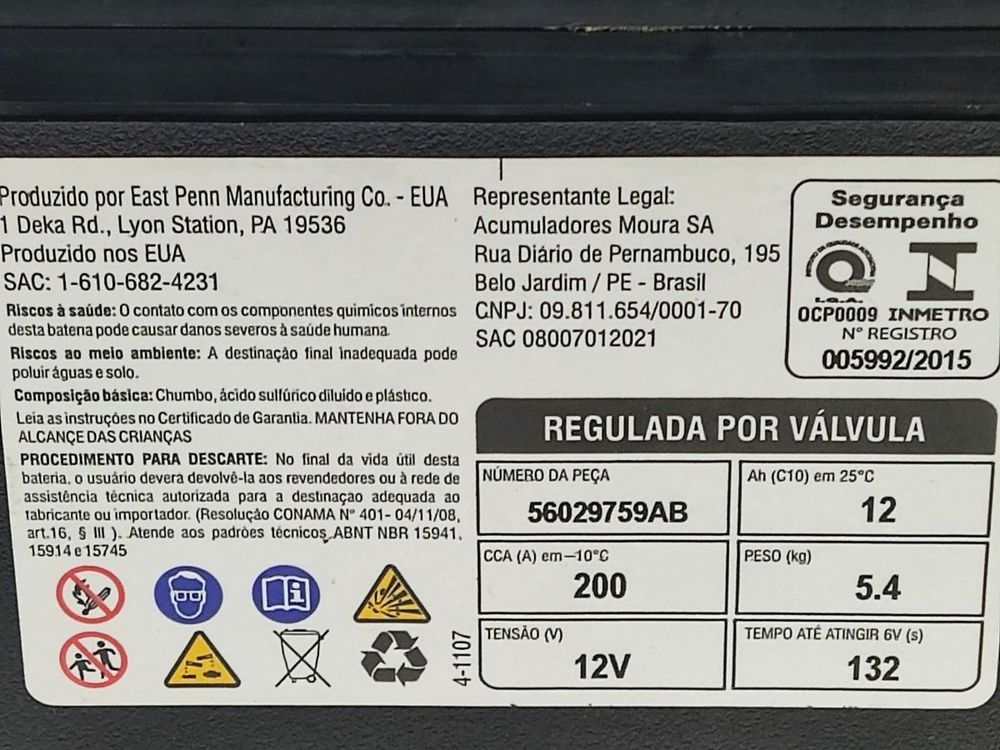 Produzido por East Penn Manufacturing Co. - EUA
1 Deka Rd., Lyon Station, PA 19536
Produzido nos EUA
SAC: 1-610-682-4231
Riscos à saúde: O contato com os componentes quimicos internos
desta bateria pode causar danos severos à saúde humana.
Riscos ao meio ambiente: A destinação final inadequada pode
poluir águas e solo.
Composição básica: Chumbo, ácido sulfúrico diluido e plástico.
Leia as instruções no Certificado de Garantia. MANTENHA FORA DO
ALCANÇE DAS CRIANÇAS
PROCEDIMENTO PARA DESCARTE: No final da vida útil desta
bateria, o usuário devera devolvê-la aos revendedores ou à rede de
assistência técnica autorizada para a destinaçao adequada ao
fabricante ou importador. (Resolução CONAMA Nº 401- 04/11/08,
art.16, § III ). Atende aos padrões técnicos ABNT NBR 15941,
15914 e 15745
4-1107
Representante Legal:
Acumuladores Moura SA
Rua Diário de Pernambuco, 195
Belo Jardim / PE - Brasil
CNPJ: 09.811.654/0001-70
SAC 08007012021
Segurança
Desempenho
I.Q.A.
OCP0009 INMETRO
Nº REGISTRO
005992/2015
REGULADA POR VÁLVULA
NÚMERO DA PEÇA
56029759AB
Ah (C10) em 25°C
12
CCA (A) em -10°C
200
PESO (kg)
5.4
TENSÃO (V)
12V
TEMPO ATÉ ATINGIR 6V (s)
132